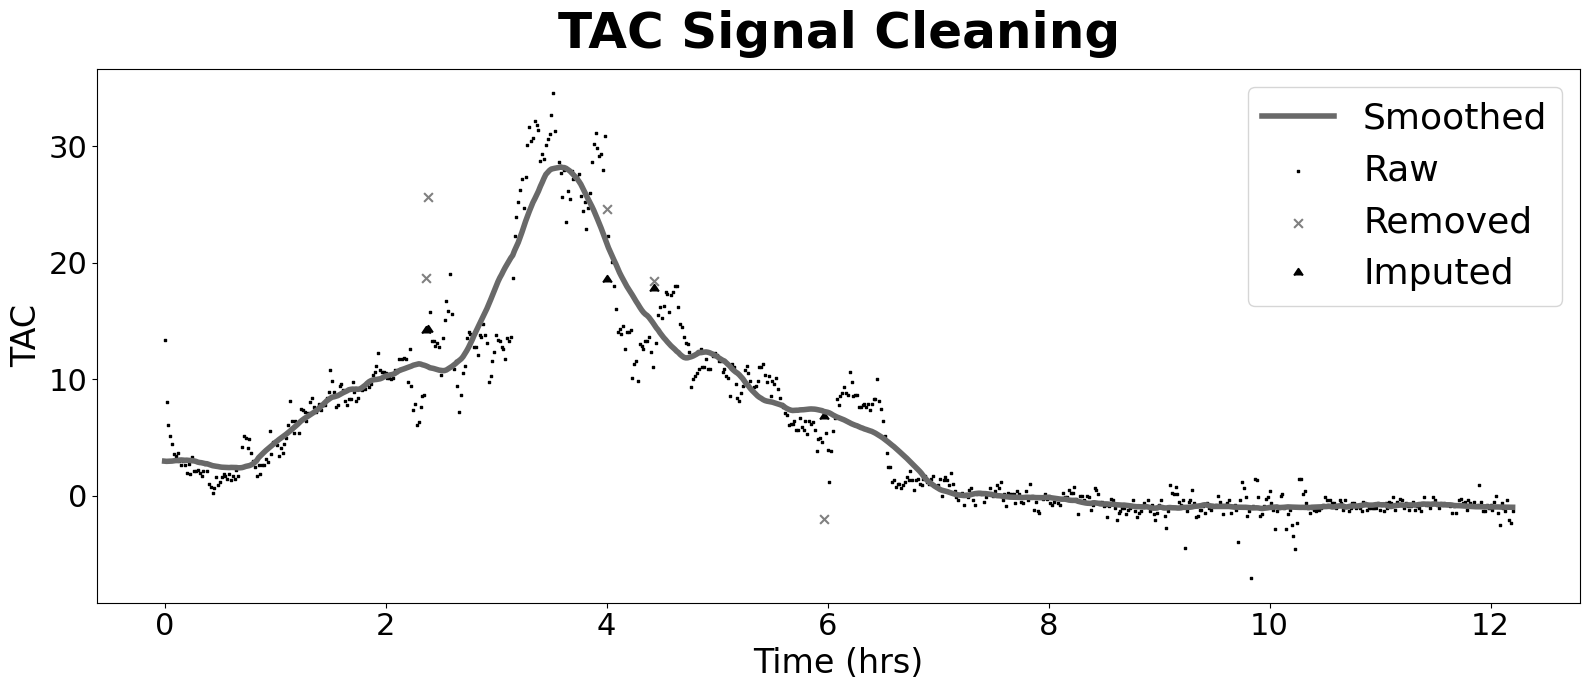 TAC Signal Cleaning
Smoothed
Raw
Removed
Imputed
TAC
30
20
10
0
0 2 4 6 8 10 12
Time (hrs)